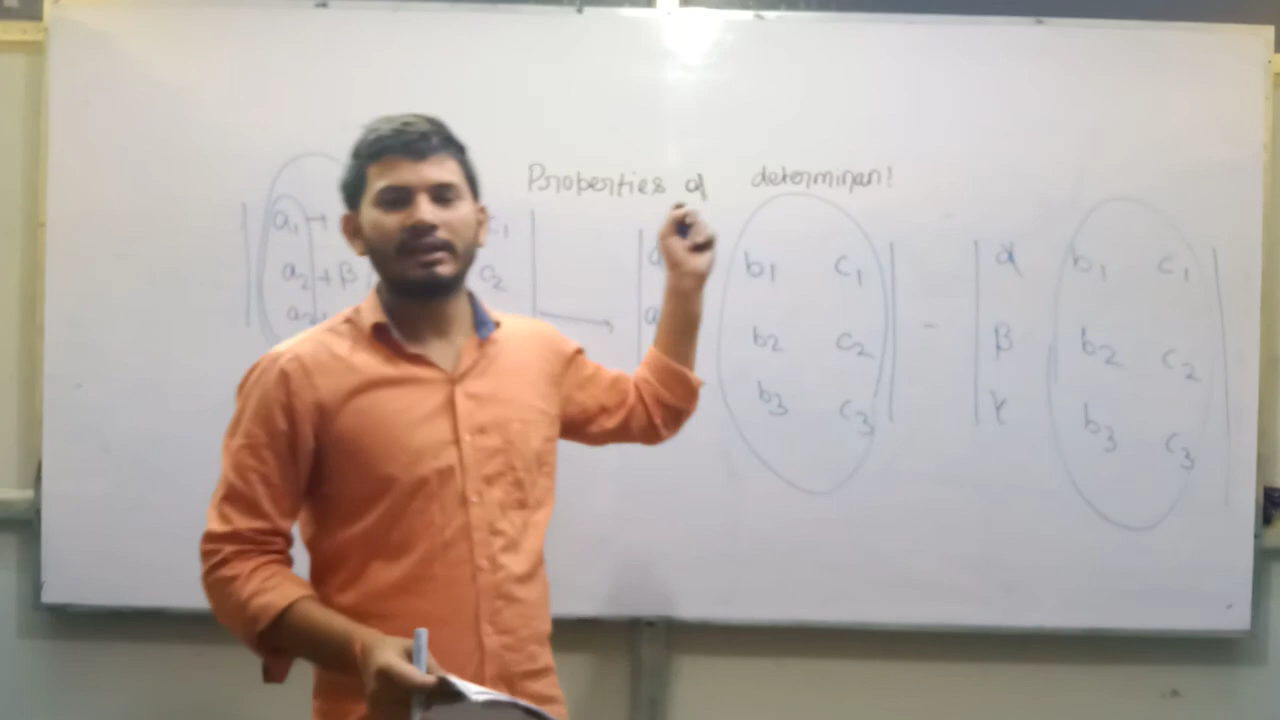 Properties of determinant
a₁ + c₁ | a b₁ c₁ | α b₁ c₁
a₂ + β c₂ | a b₂ c₂ | - | β b₂ c₂
a₃ b₃ c₃ | γ b₃ c₃